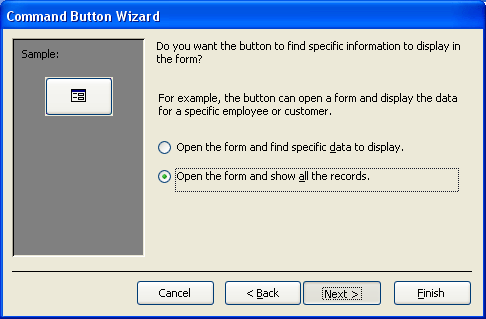 Command Button Wizard
Sample:
Do you want the button to find specific information to display in
the form?
For example, the button can open a form and display the data
for a specific employee or customer.
Open the form and find specific data to display.
Open the form and show all the records.
Cancel
< Back
Next >
Finish